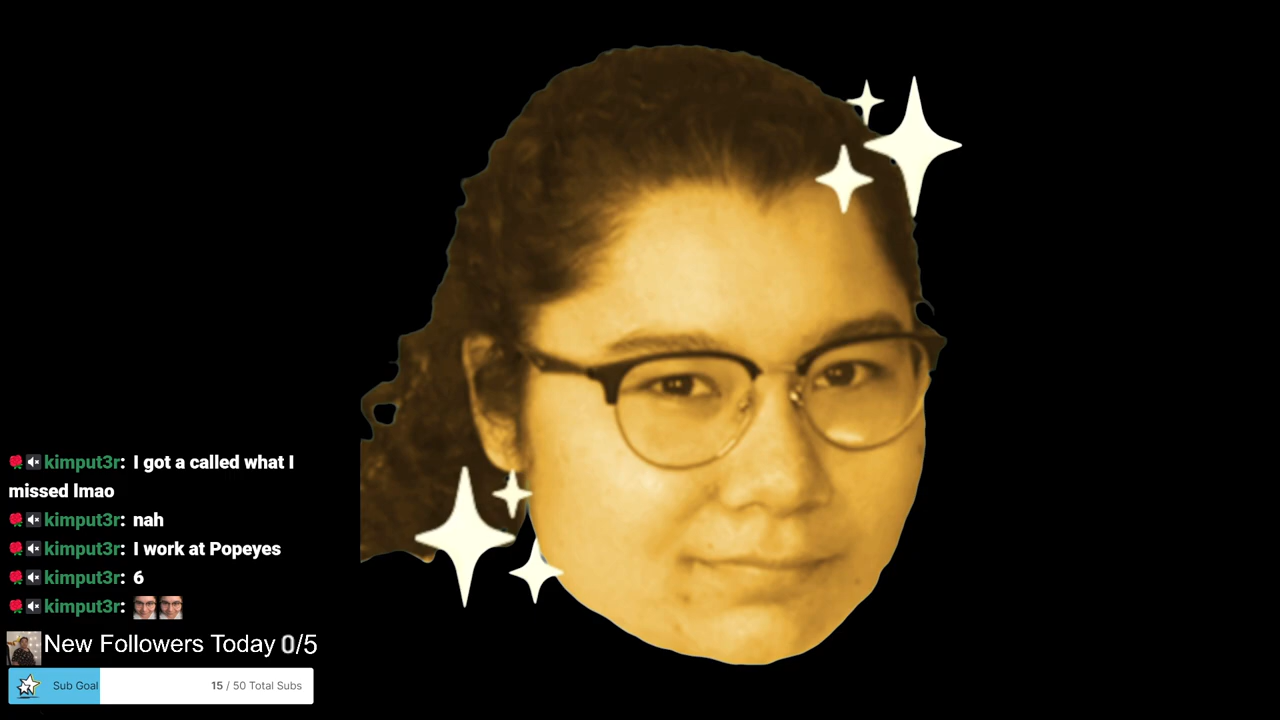 kimput3r: I got a called what I
missed lmao
kimput3r: nah
kimput3r: I work at Popeyes
kimput3r: 6
kimput3r:
New Followers Today 0/5
Sub Goal 15 / 50 Total Subs